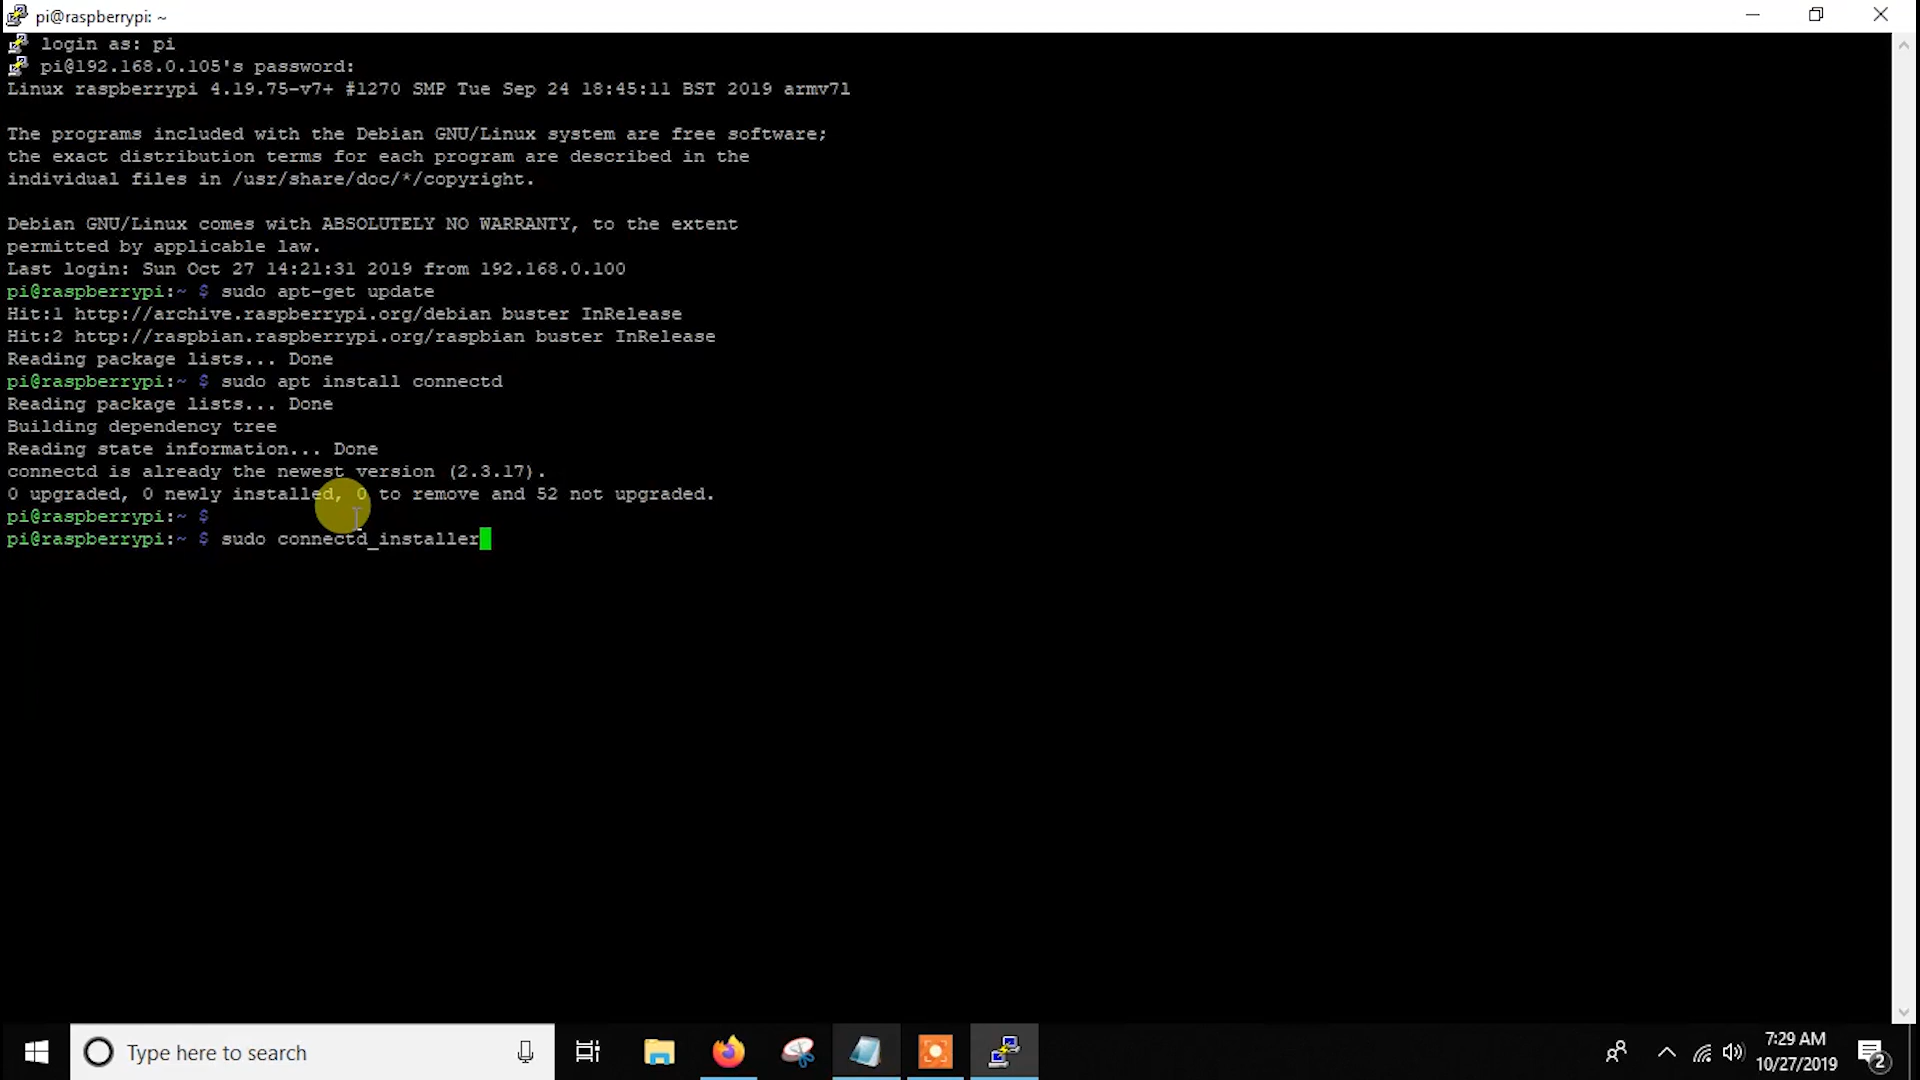 pi@raspberrypi: ~
login as: pi
pi@192.168.0.105's password:
Linux raspberrypi 4.19.75-v7+ #1270 SMP Tue Sep 24 18:45:11 BST 2019 armv7l
The programs included with the Debian GNU/Linux system are free software;
the exact distribution terms for each program are described in the
individual files in /usr/share/doc/*/copyright.
Debian GNU/Linux comes with ABSOLUTELY NO WARRANTY, to the extent
permitted by applicable law.
Last login: Sun Oct 27 14:21:31 2019 from 192.168.0.100
pi@raspberrypi:~ $ sudo apt-get update
Hit:1 http://archive.raspberrypi.org/debian buster InRelease
Hit:2 http://raspbian.raspberrypi.org/raspbian buster InRelease
Reading package lists... Done
pi@raspberrypi:~ $ sudo apt install connectd
Reading package lists... Done
Building dependency tree
Reading state information... Done
connectd is already the newest version (2.3.17).
0 upgraded, 0 newly installed, 0 to remove and 52 not upgraded.
pi@raspberrypi:~ $
pi@raspberrypi:~ $ sudo connectd_installer
Type here to search
7:29 AM
10/27/2019
2